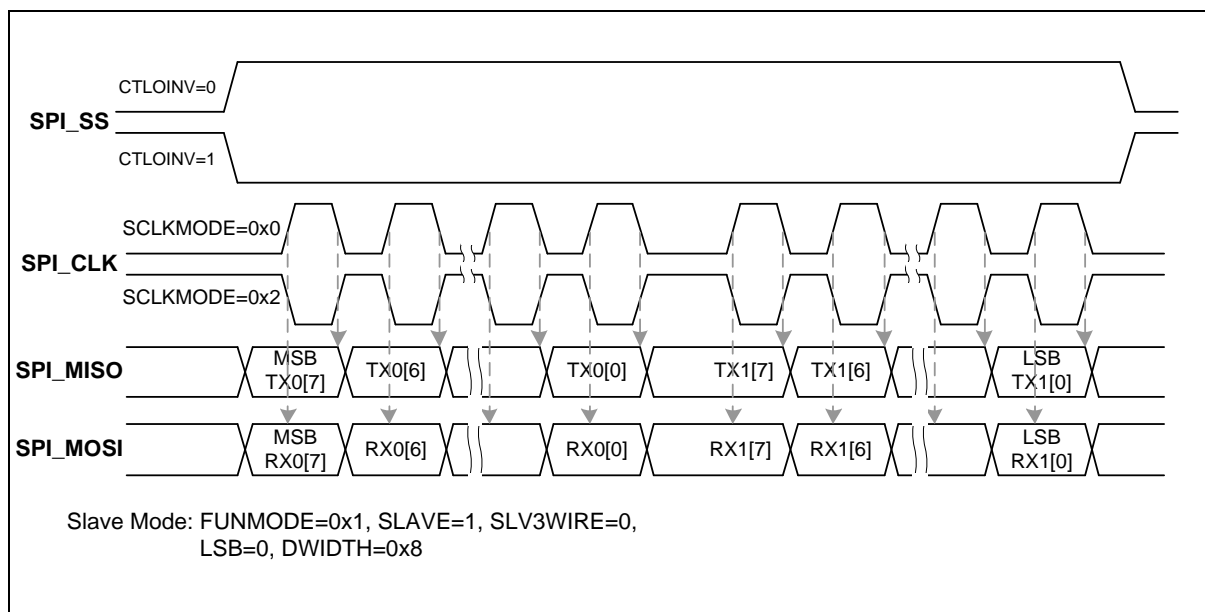 CTLOINV=0
SPI_SS
CTLOINV=1
SCLKMODE=0x0
SPI_CLK
SCLKMODE=0x2
SPI_MISO MSB TX0[7] TX0[6] TX0[0] TX1[7] TX1[6] LSB TX1[0]
SPI_MOSI MSB RX0[7] RX0[6] RX0[0] RX1[7] RX1[6] LSB RX1[0]
Slave Mode: FUNMODE=0x1, SLAVE=1, SLV3WIRE=0,
LSB=0, DWIDTH=0x8